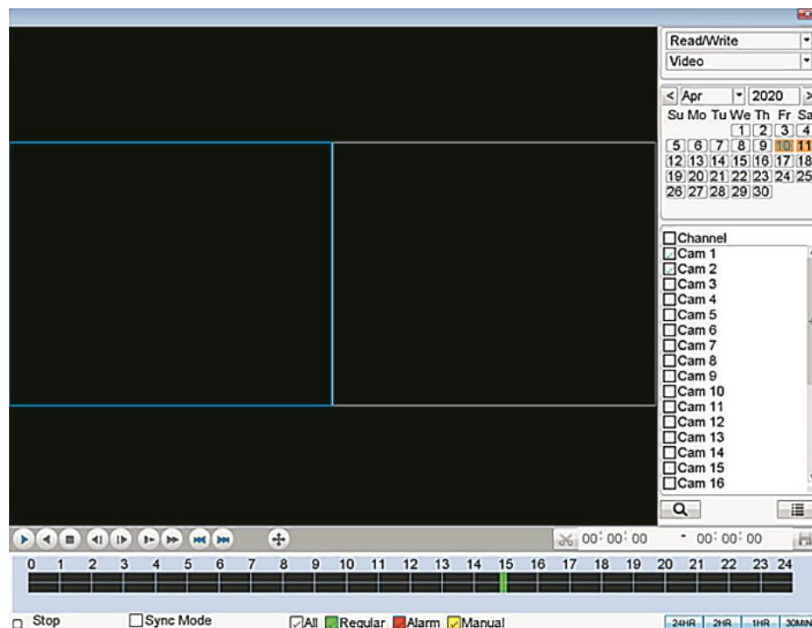 Read/Write
Video
< Apr 2020 >
Su Mo Tu We Th Fr Sa
1 2 3 4
5 6 7 8 9 10 11
12 13 14 15 16 17 18
19 20 21 22 23 24 25
26 27 28 29 30
Channel
Cam 1
Cam 2
Cam 3
Cam 4
Cam 5
Cam 6
Cam 7
Cam 8
Cam 9
Cam 10
Cam 11
Cam 12
Cam 13
Cam 14
Cam 15
Cam 16
00:00:00 - 00:00:00
0 1 2 3 4 5 6 7 8 9 10 11 12 13 14 15 16 17 18 19 20 21 22 23 24
Stop Sync Mode All Regular Alarm Manual 24HR 2HR 1HR 30MIN